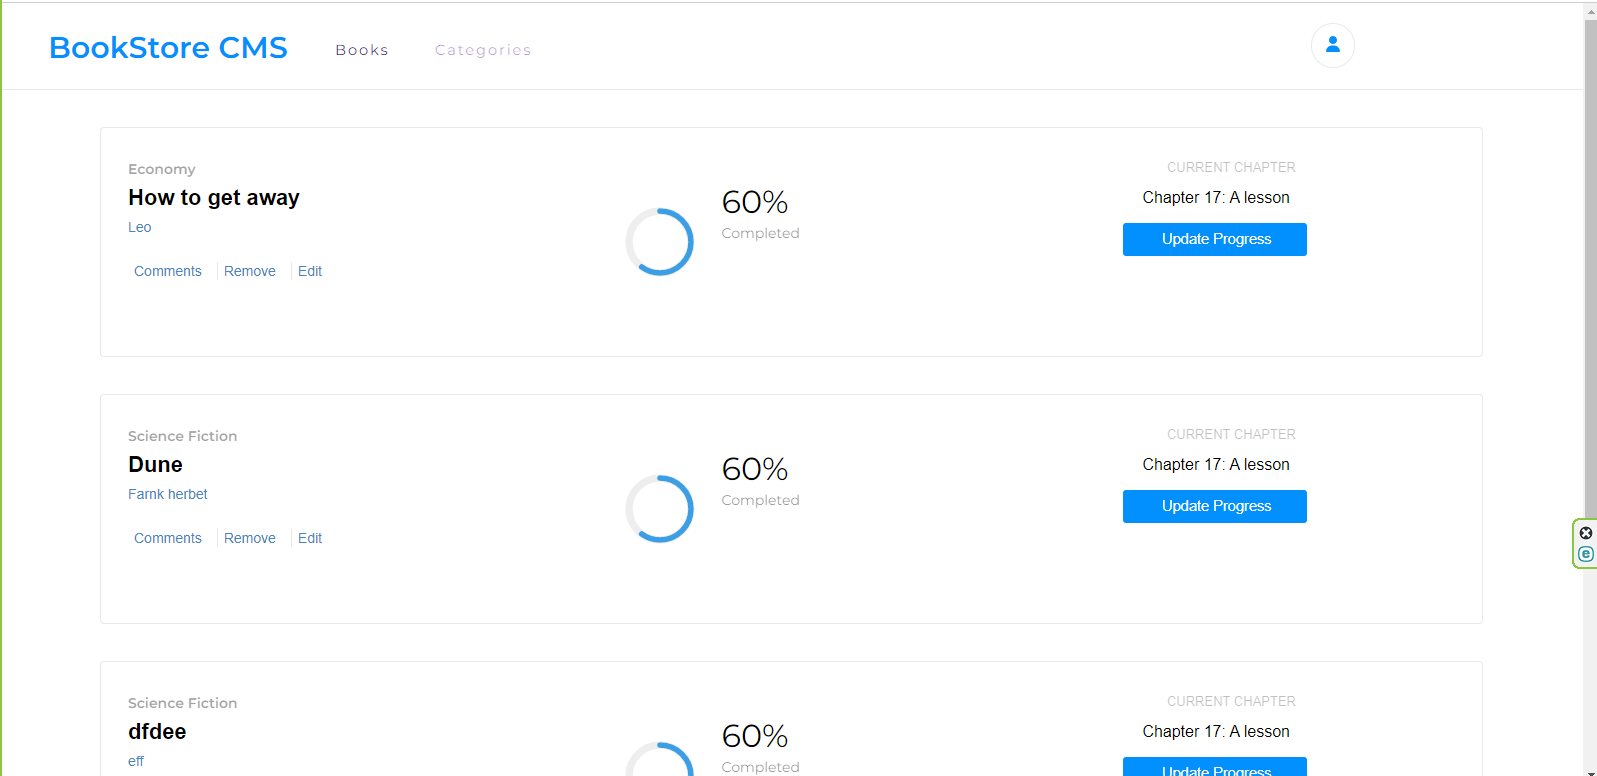 BookStore CMS Books Categories
Economy
How to get away
Leo
Comments Remove Edit
60%
Completed
CURRENT CHAPTER
Chapter 17: A lesson
Update Progress
Science Fiction
Dune
Farnk herbet
Comments Remove Edit
60%
Completed
CURRENT CHAPTER
Chapter 17: A lesson
Update Progress
Science Fiction
dfdee
eff
60%
Completed
CURRENT CHAPTER
Chapter 17: A lesson
Update Progress